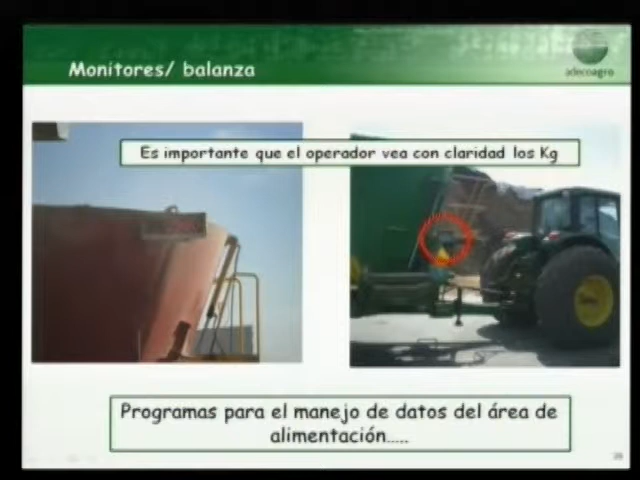 Monitores/ balanza
adecoagro
Es importante que el operador vea con claridad los Kg
Programas para el manejo de datos del área de
alimentación.....